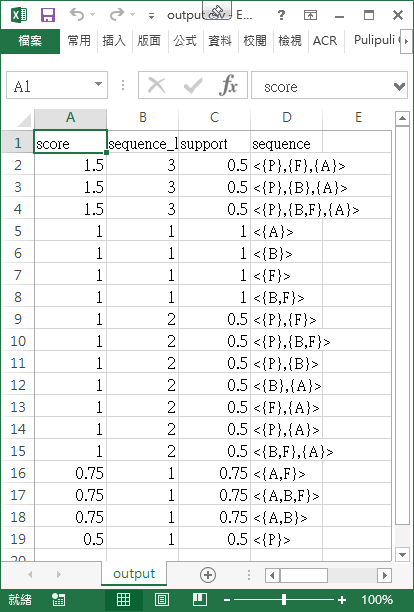 output E...
檔案 常用 插入 版面 公式 資料 校閱 檢視 ACR Pulipuli
A1 fx score
A B C D E
1 score sequence_l support sequence
2 1.5 3 0.5 <{P},{F},{A}>
3 1.5 3 0.5 <{P},{B},{A}>
4 1.5 3 0.5 <{P},{B,F},{A}>
5 1 1 1 <{A}>
6 1 1 1 <{B}>
7 1 1 1 <{F}>
8 1 1 1 <{B,F}>
9 1 2 0.5 <{P},{F}>
10 1 2 0.5 <{P},{B,F}>
11 1 2 0.5 <{P},{B}>
12 1 2 0.5 <{B},{A}>
13 1 2 0.5 <{F},{A}>
14 1 2 0.5 <{P},{A}>
15 1 2 0.5 <{B,F},{A}>
16 0.75 1 0.75 <{A,F}>
17 0.75 1 0.75 <{A,B,F}>
18 0.75 1 0.75 <{A,B}>
19 0.5 1 0.5 <{P}>
20
output
就緒 100%